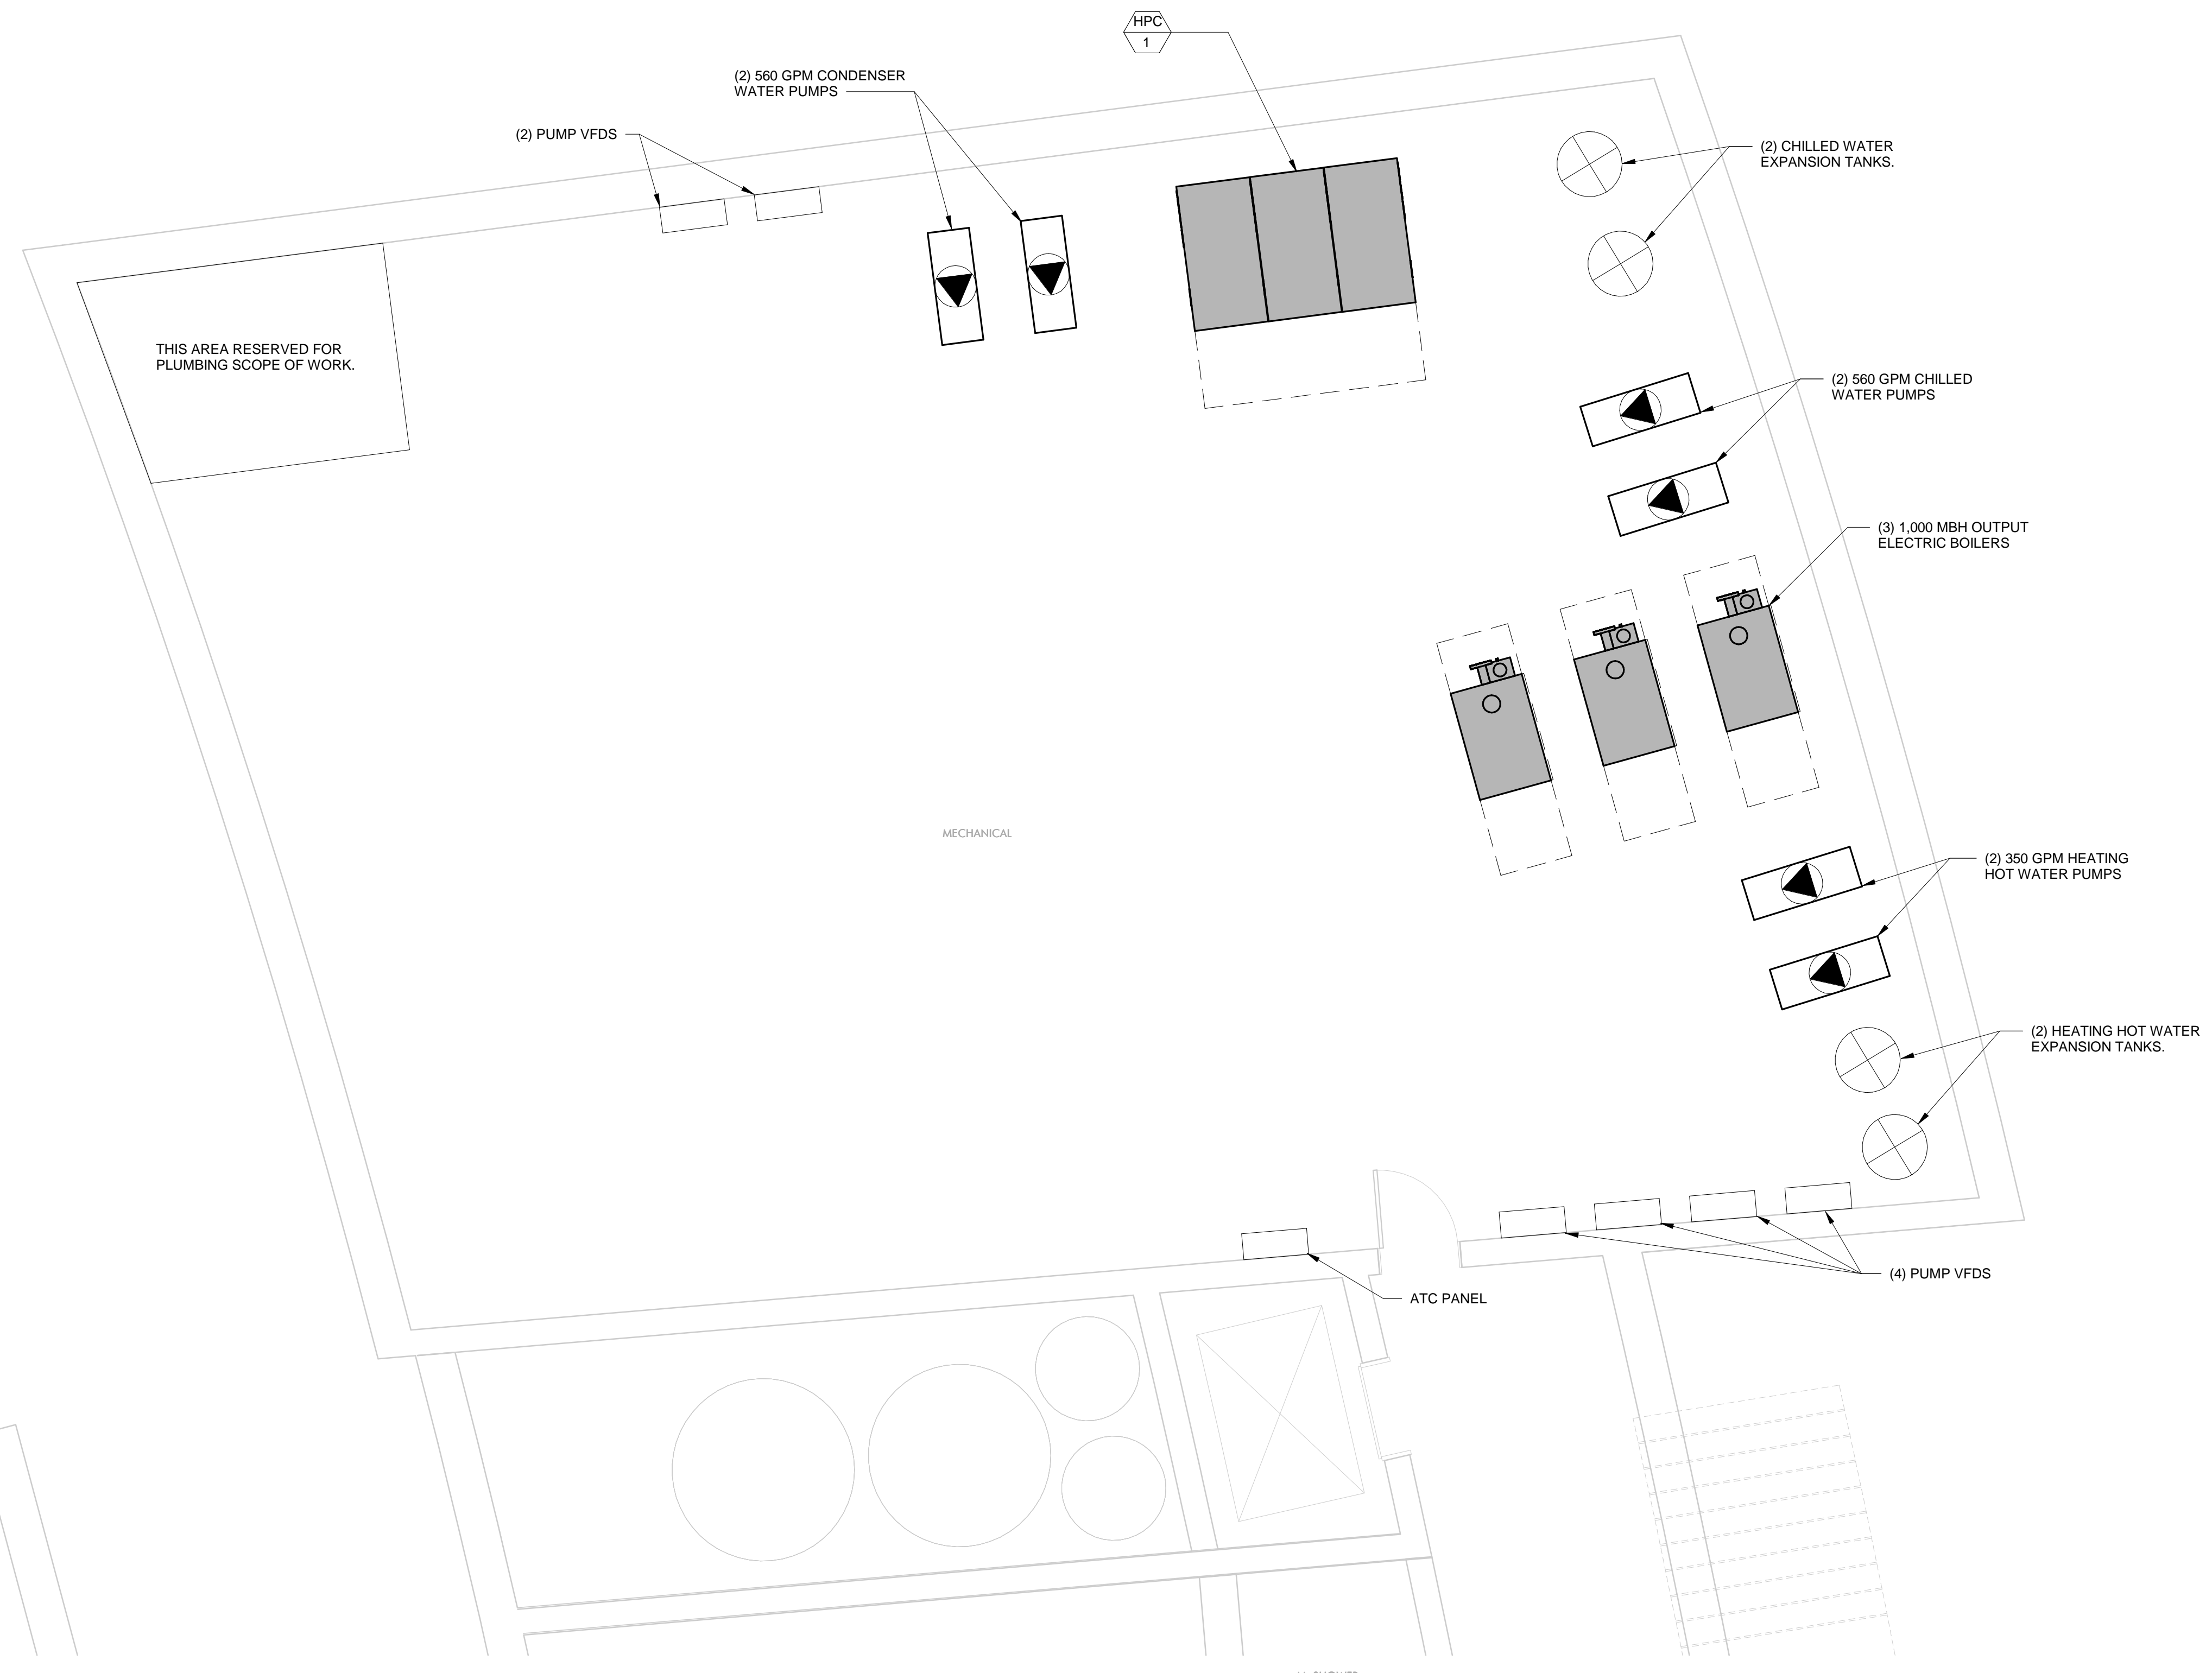 HPC
1
(2) 560 GPM CONDENSER
WATER PUMPS
(2) PUMP VFDS
(2) CHILLED WATER
EXPANSION TANKS.
THIS AREA RESERVED FOR
PLUMBING SCOPE OF WORK.
(2) 560 GPM CHILLED
WATER PUMPS
(3) 1,000 MBH OUTPUT
ELECTRIC BOILERS
MECHANICAL
(2) 350 GPM HEATING
HOT WATER PUMPS
(2) HEATING HOT WATER
EXPANSION TANKS.
(4) PUMP VFDS
ATC PANEL